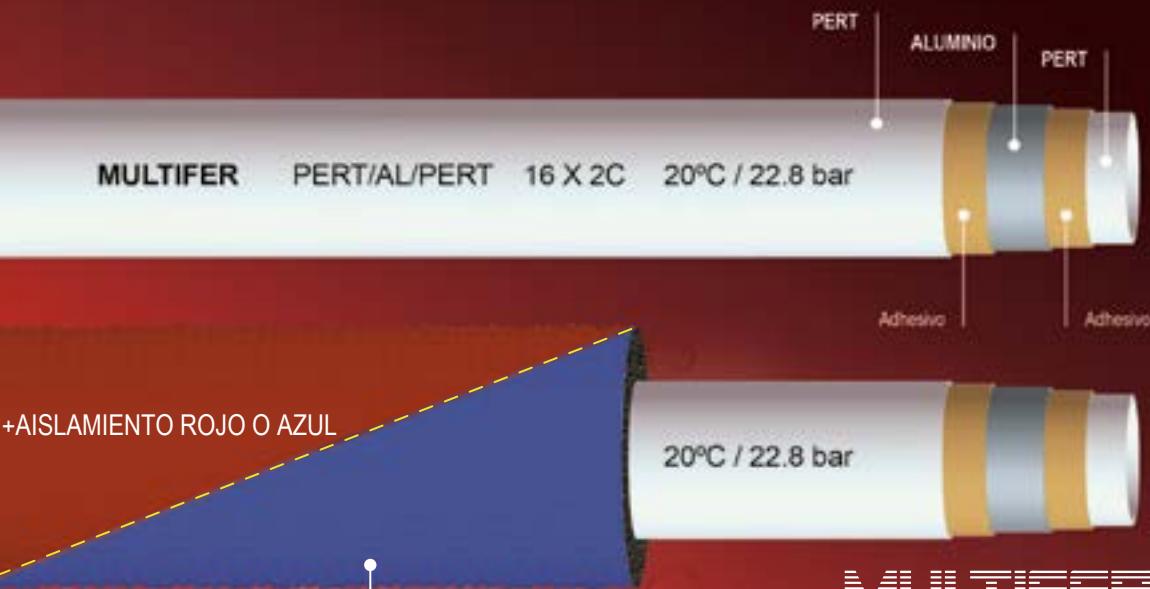 PERT
ALUMINIO
PERT
MULTIFER PERT/AL/PERT 16 X 2C 20ºC / 22.8 bar
Adhesivo
Adhesivo
+AISLAMIENTO ROJO O AZUL
20ºC / 22.8 bar